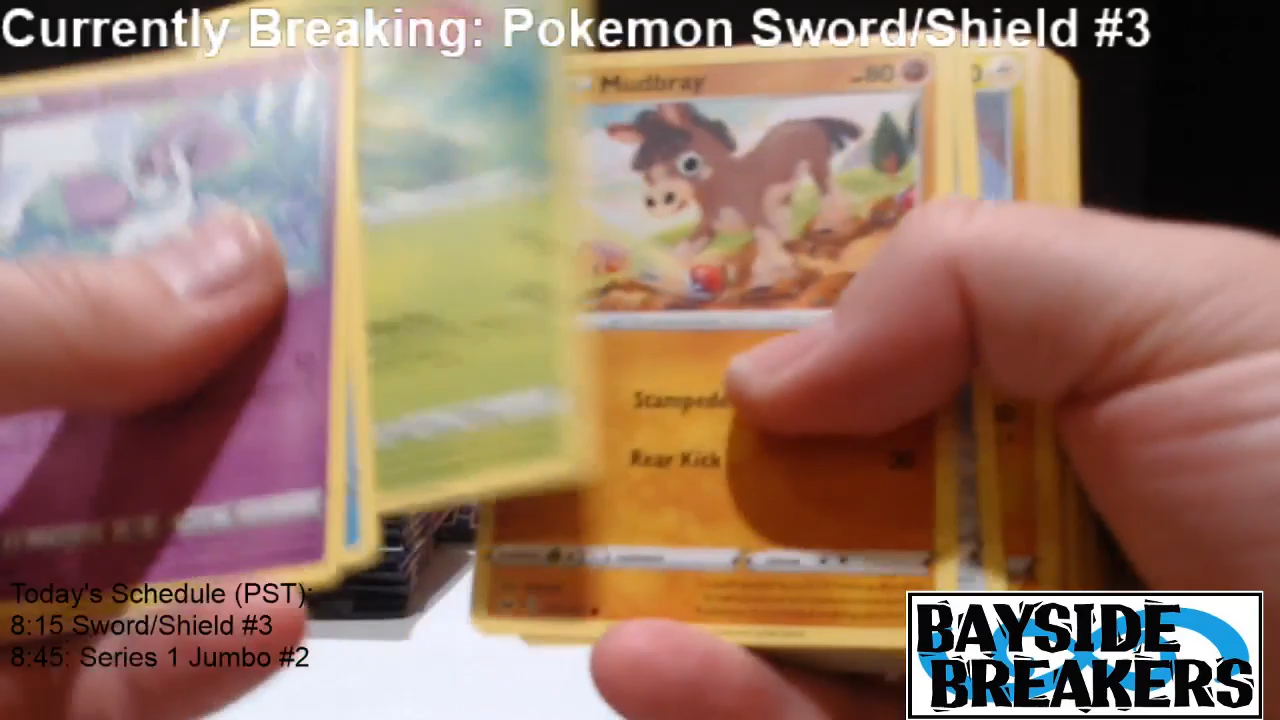 Currently Breaking: Pokemon Sword/Shield #3
Mudbray
80
Stampede
Rear Kick
Today's Schedule (PST):
8:15 Sword/Shield #3
8:45: Series 1 Jumbo #2
BAYSIDE
BREAKERS